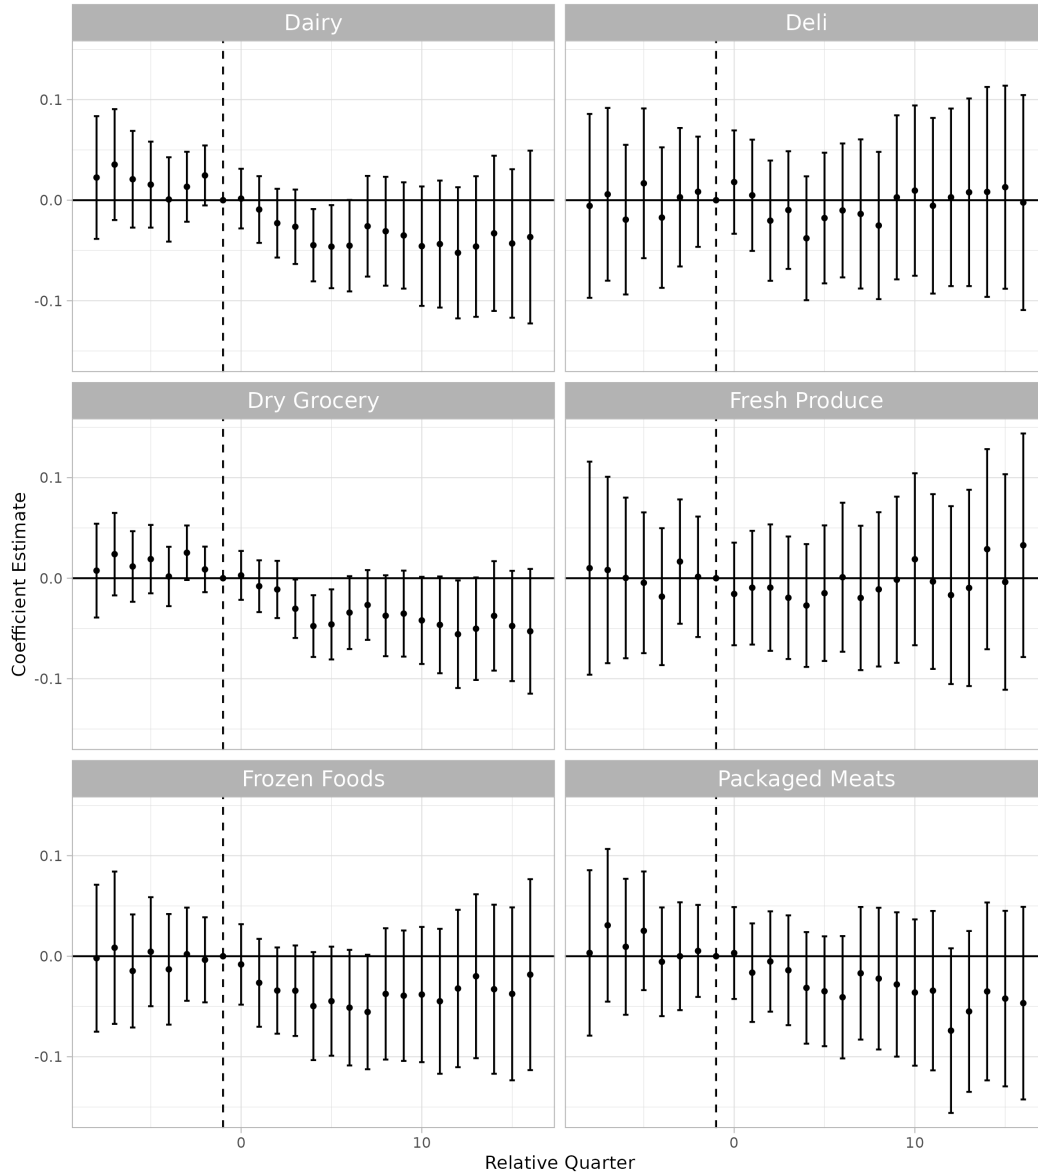 Dairy
Deli
0.1
0.0
-0.1
Dry Grocery
Fresh Produce
0.1
0.0
-0.1
Coefficient Estimate
Frozen Foods
Packaged Meats
0.1
0.0
-0.1
0
10
0
10
Relative Quarter